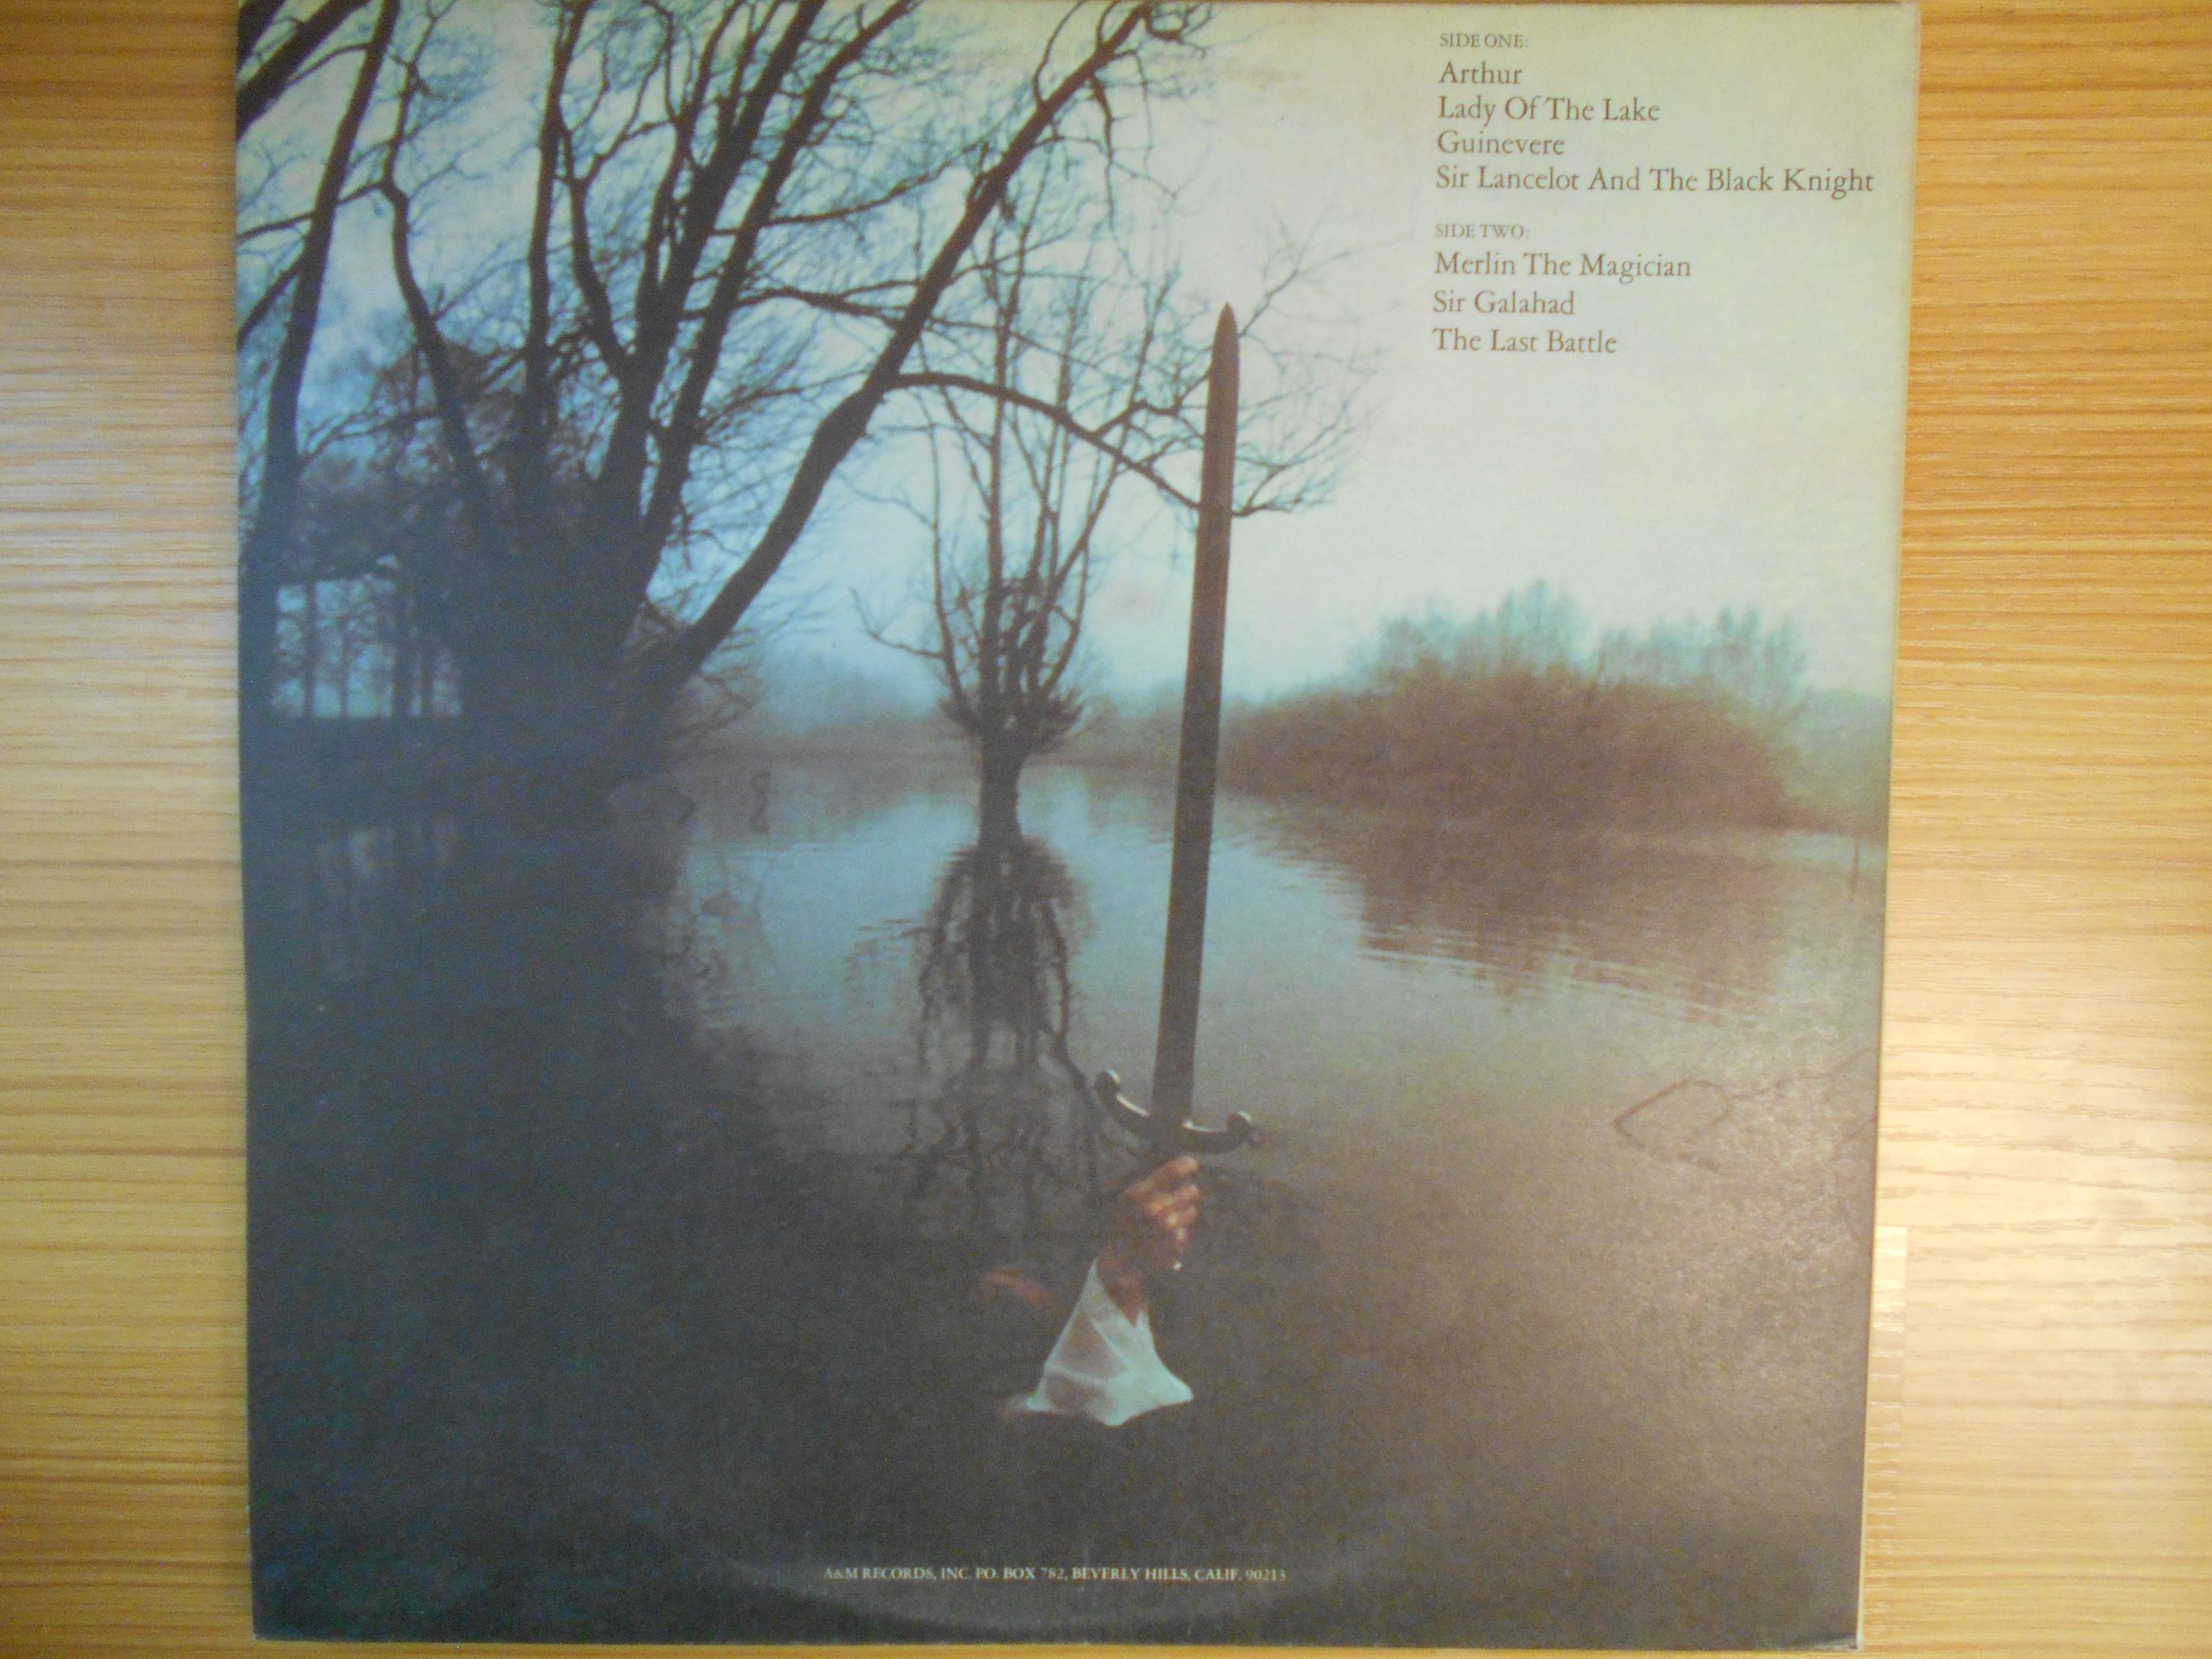 SIDE ONE:
Arthur
Lady Of The Lake
Guinevere
Sir Lancelot And The Black Knight
SIDE TWO:
Merlin The Magician
Sir Galahad
The Last Battle
A&M RECORDS, INC. P.O. BOX 782, BEVERLY HILLS, CALIF. 90213